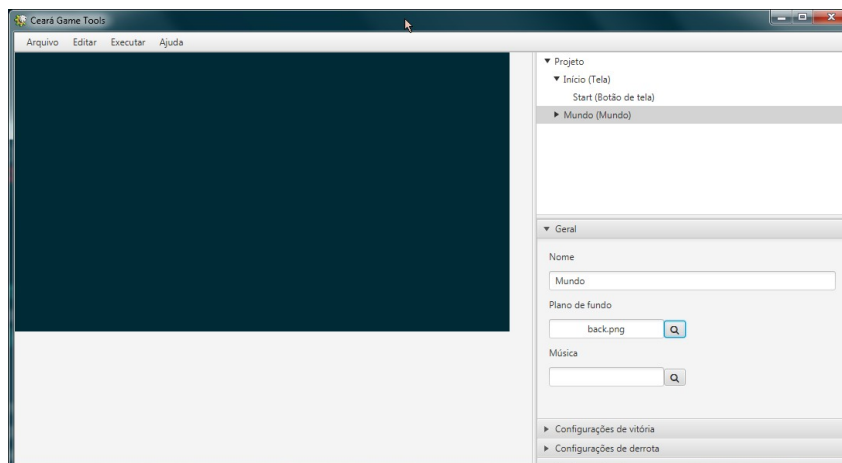 Ceará Game Tools
Arquivo Editar Executar Ajuda
Projeto
Início (Tela)
Start (Botão de tela)
Mundo (Mundo)
Geral
Nome
Mundo
Plano de fundo
back.png
Música
Configurações de vitória
Configurações de derrota